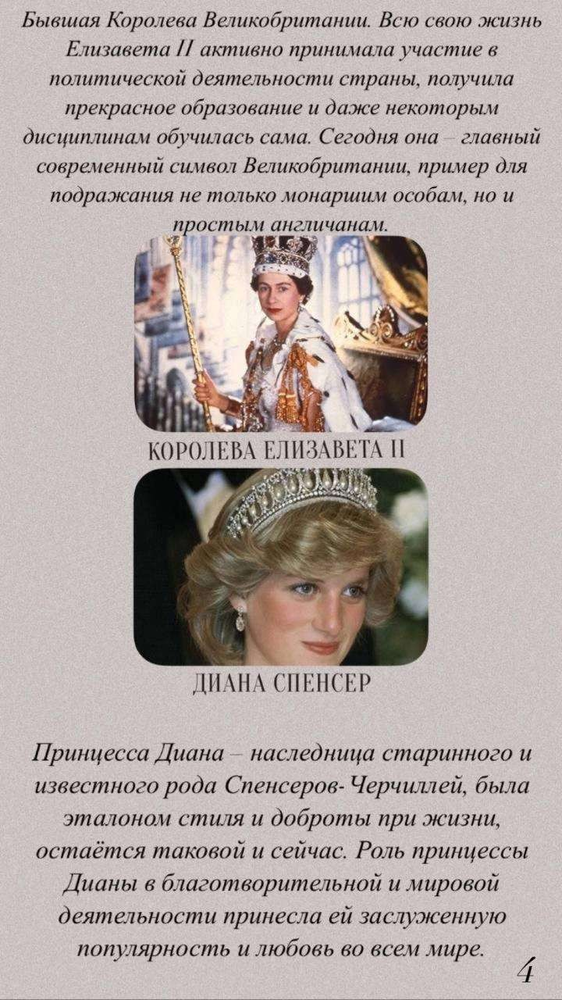 Бывшая Королева Великобритании. Всю свою жизнь
Елизавета II активно принимала участие в
политической деятельности страны, получила
прекрасное образование и даже некоторым
дисциплинам обучилась сама. Сегодня она – главный
современный символ Великобритании, пример для
подражания не только монаршим особам, но и
простым англичанам.
КОРОЛЕВА ЕЛИЗАВЕТА II
ДИАНА СПЕНСЕР
Принцесса Диана – наследница старинного и
известного рода Спенсеров-Черчиллей, была
эталоном стиля и доброты при жизни,
остаётся таковой и сейчас. Роль принцессы
Дианы в благотворительной и мировой
деятельности принесла ей заслуженную
популярность и любовь во всем мире.
4